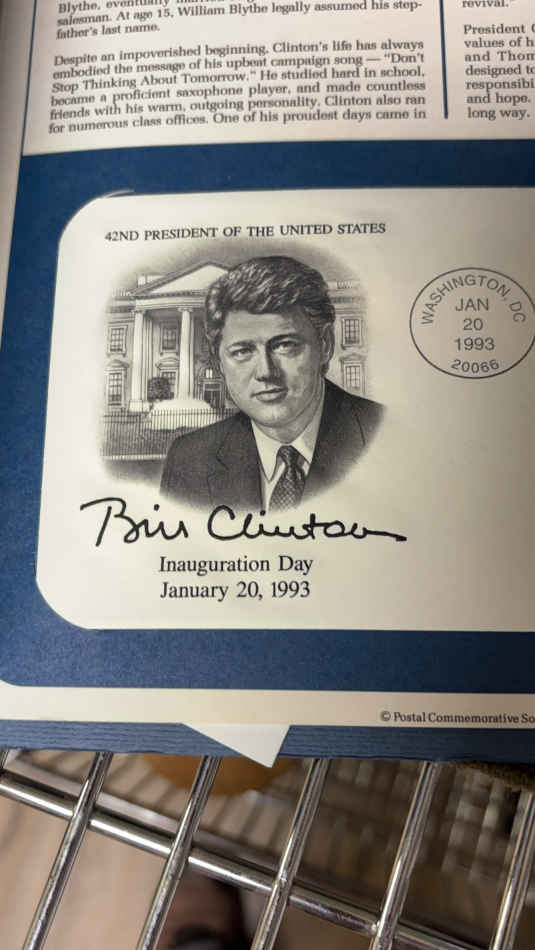 Blythe, eventually
salesman. At age 15, William Blythe legally assumed his step-
father's last name.
Despite an impoverished beginning, Clinton's life has always
embodied the message of his upbeat campaign song — "Don't
Stop Thinking About Tomorrow." He studied hard in school,
became a proficient saxophone player, and made countless
friends with his warm, outgoing personality. Clinton also ran
for numerous class offices. One of his proudest days came in
revival."
President
values of h
and Thom
designed to
responsibi
and hope.
long way.
42ND PRESIDENT OF THE UNITED STATES
WASHINGTON, DC
JAN
20
1993
20066
Bill Clinton
Inauguration Day
January 20, 1993
© Postal Commemorative So